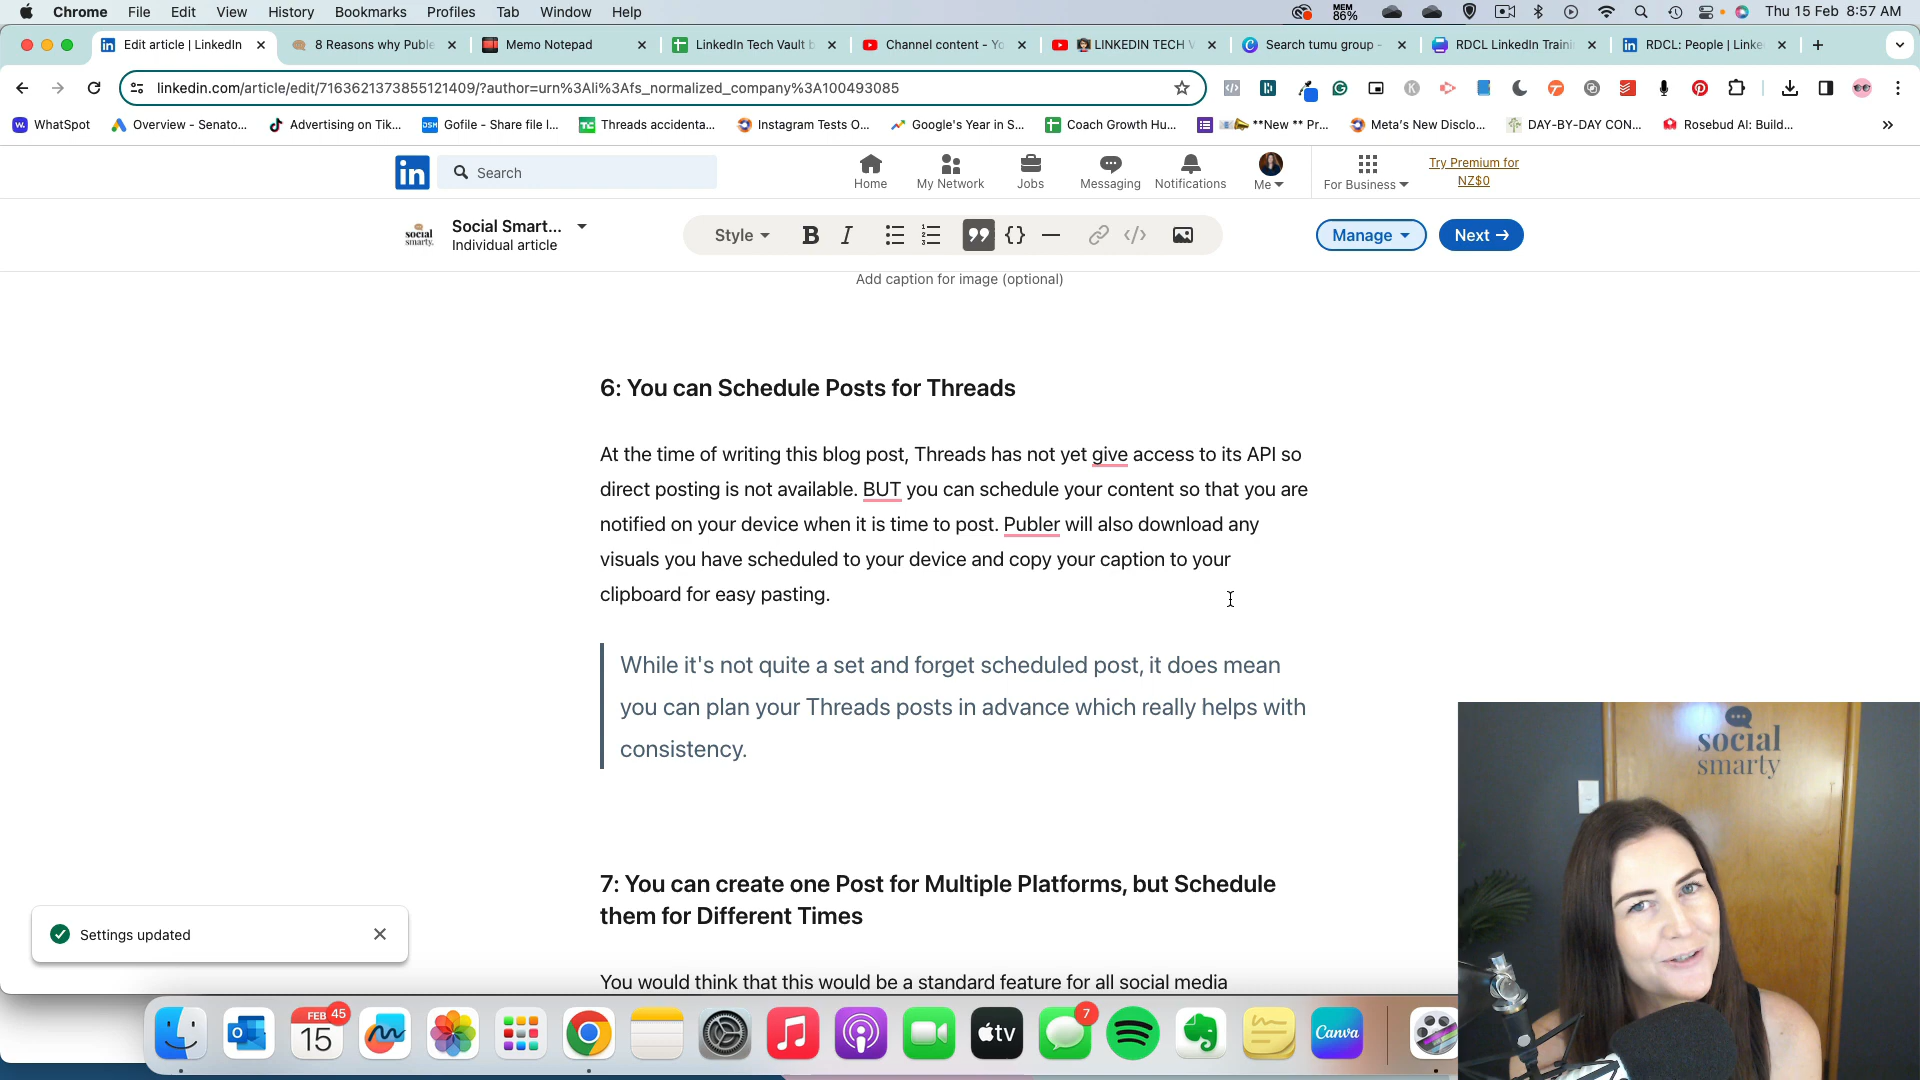 Chrome File Edit View History Bookmarks Profiles Tab Window Help
MEM 86%
Thu 15 Feb 8:57 AM
Edit article | LinkedIn
8 Reasons why Publ
Memo Notepad
LinkedIn Tech Vault b
Channel content - Yo
LINKEDIN TECH V
Search tumu group -
RDCL LinkedIn Traini
RDCL: People | Linke
linkedin.com/article/edit/7163621373855121409/?author=urn%3Ali%3Afs_normalized_company%3A100493085
WhatSpot
Overview - Senato...
Advertising on Tik...
Gofile - Share file l...
Threads accidenta...
Instagram Tests O...
Google's Year in S...
Coach Growth Hu...
**New ** Pr...
Meta's New Disclo...
DAY-BY-DAY CON...
Rosebud AI: Build...
in
Search
Home
My Network
Jobs
Messaging
Notifications
Me
For Business
Try Premium for
NZ$0
social
smarty.
Social Smart...
Individual article
Style
B
I
Manage
Next
Add caption for image (optional)
6: You can Schedule Posts for Threads
At the time of writing this blog post, Threads has not yet give access to its API so
direct posting is not available. BUT you can schedule your content so that you are
notified on your device when it is time to post. Publer will also download any
visuals you have scheduled to your device and copy your caption to your
clipboard for easy pasting.
While it's not quite a set and forget scheduled post, it does mean
you can plan your Threads posts in advance which really helps with
consistency.
7: You can create one Post for Multiple Platforms, but Schedule
them for Different Times
You would think that this would be a standard feature for all social media
Settings updated
social
smarty
FEB
15
45
tv
7
Canva